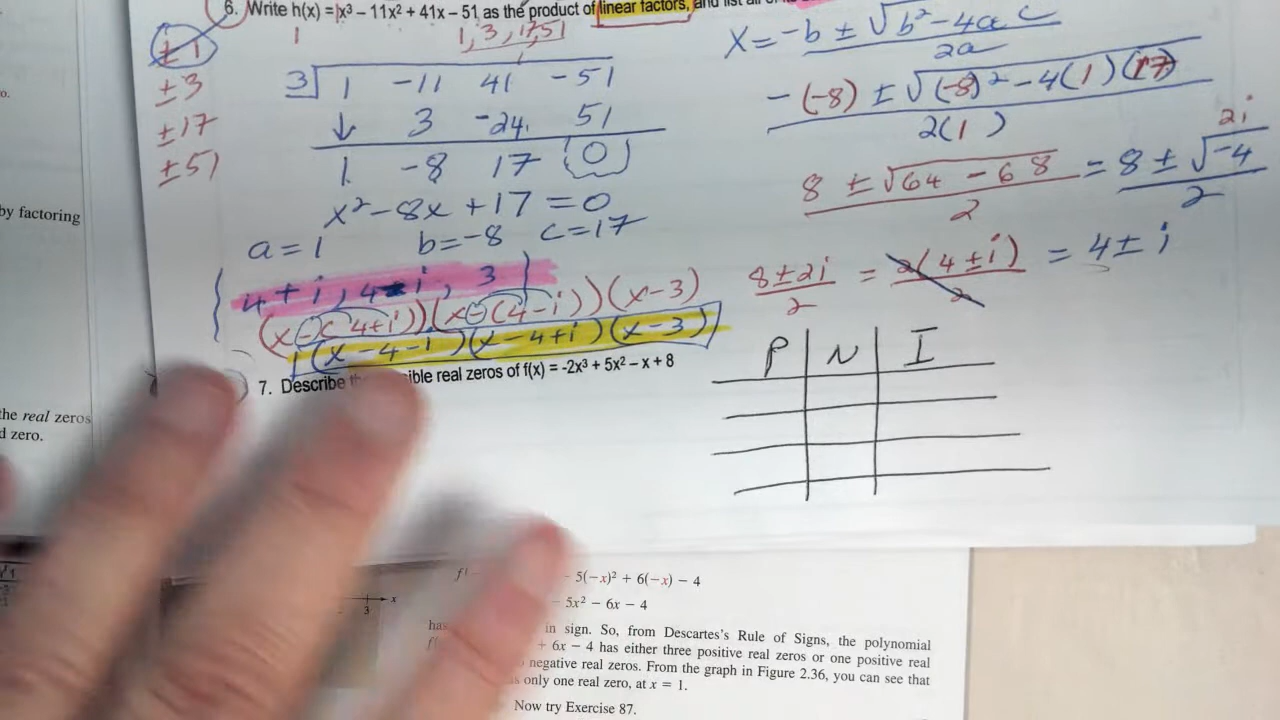 6. Write h(x) = x³ – 11x² + 41x – 51 as the product of linear factors, and list all of
1
1, 3, 17, 51
± 1
± 3
± 17
± 51
3 1 -11 41 -51
↓ 3 -24 51
1 -8 17 0
x² - 8x + 17 = 0
a = 1 b = -8 c = 17
{ 4 + i, 4 - i, 3 }
(x - (4+i))(x - (4-i))(x-3)
(x-4-i)(x-4+i)(x-3)
X = -b ± √b² - 4ac
2a
-(-8) ± √(-8)² - 4(1)(17)
2(1)
2i
8 ± √64 - 68 = 8 ± √-4
2 2
8 ± 2i = 2(4 ± i) = 4 ± i
2 2
P N I
7. Describe the possible real zeros of f(x) = -2x³ + 5x² – x + 8
o.
by factoring
the real zeros
d zero.
3 x
– 5(–x)² + 6(–x) – 4
5x² – 6x – 4
has in sign. So, from Descartes's Rule of Signs, the polynomial
+ 6x – 4 has either three positive real zeros or one positive real
negative real zeros. From the graph in Figure 2.36, you can see that
only one real zero, at x = 1.
Now try Exercise 87.